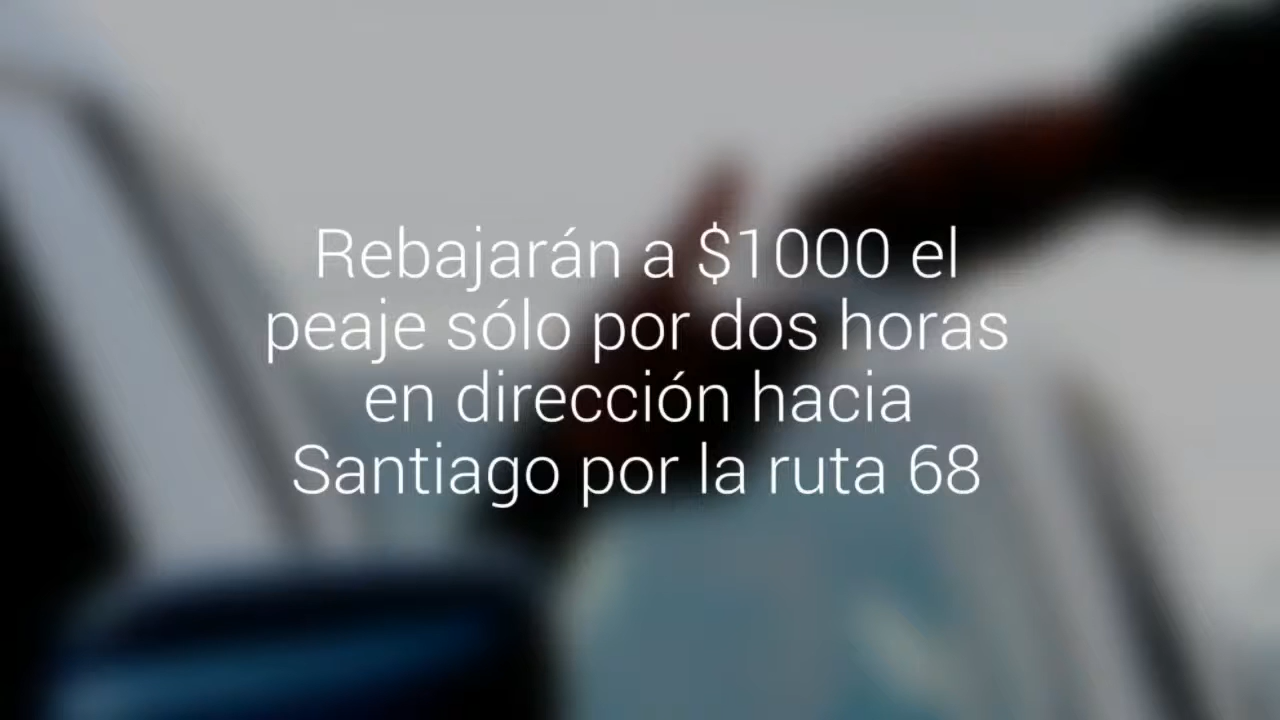 Rebajarán a $1000 el
peaje sólo por dos horas
en dirección hacia
Santiago por la ruta 68